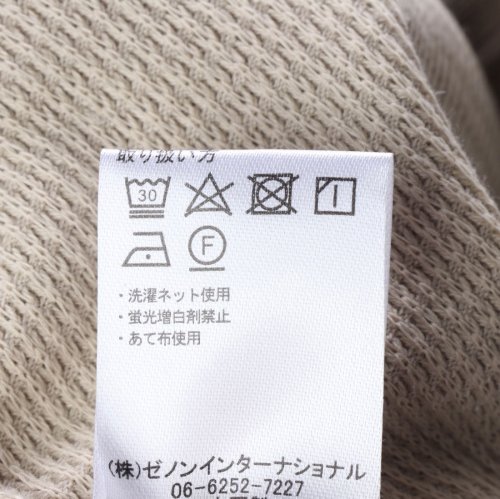 取り扱い方
30
F
・洗濯ネット使用
・蛍光増白剤禁止
・あて布使用
(株)ゼノンインターナショナル
06-6252-7227